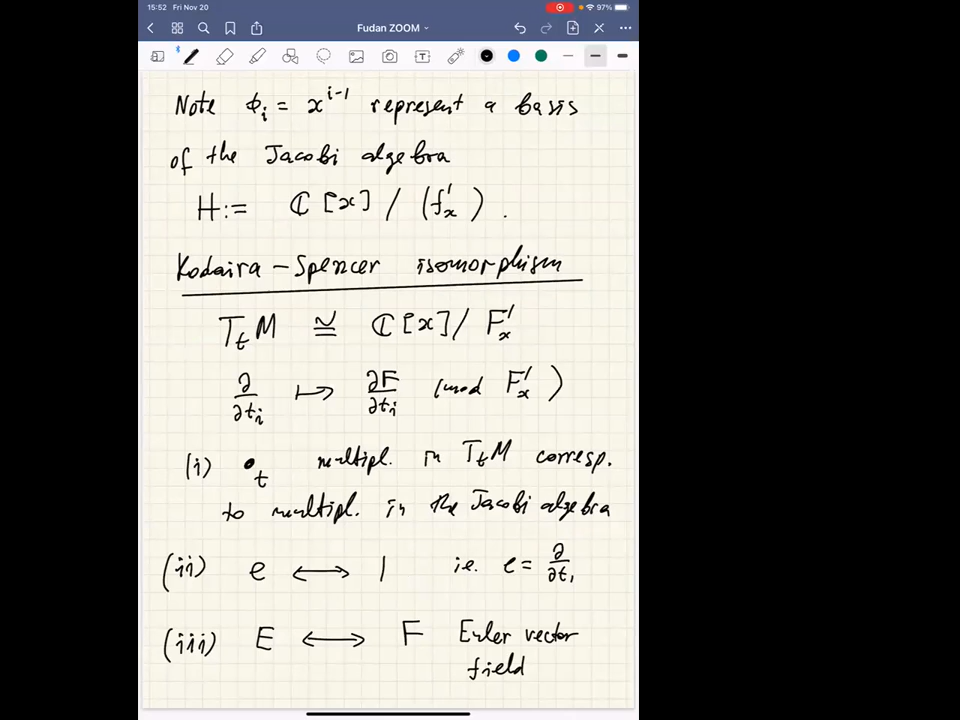 15:52 Fri Nov 20 97%
Fudan ZOOM
Note ϕ_i = x^{i-1} represent a basis
of the Jacobi algebra
H := ℂ[x] / (f'_x) .
Kodaira - Spencer isomorphism
T_t M ≅ ℂ[x] / F'_x
∂/∂t_i ↦ ∂F/∂t_i (mod F'_x)
(i) •_t multipl. in T_t M corresp.
to multipl. in the Jacobi algebra
(ii) e ↔ 1 i.e. e = ∂/∂t_1
(iii) E ↔ F Euler vector
field